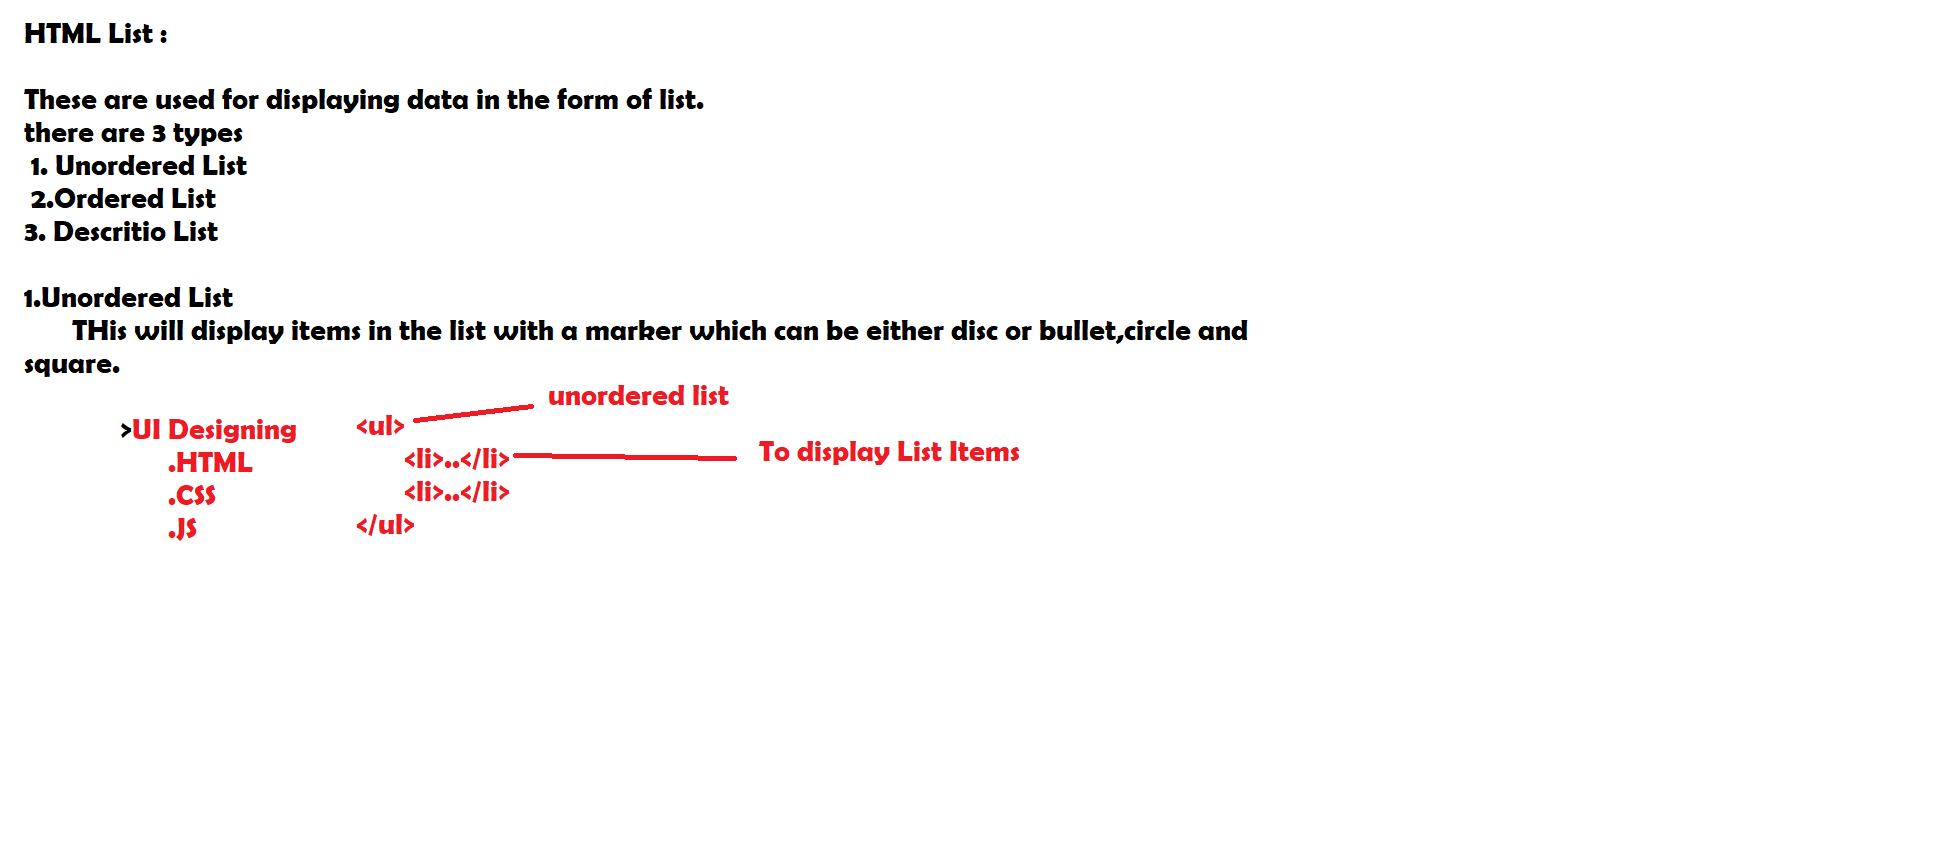 HTML List :
These are used for displaying data in the form of list.
there are 3 types
1. Unordered List
2.Ordered List
3. Descritio List
1.Unordered List
THis will display items in the list with a marker which can be either disc or bullet,circle and
square.
unordered list
>UI Designing <ul>
.HTML <li>..</li> To display List Items
.CSS <li>..</li>
.JS </ul>